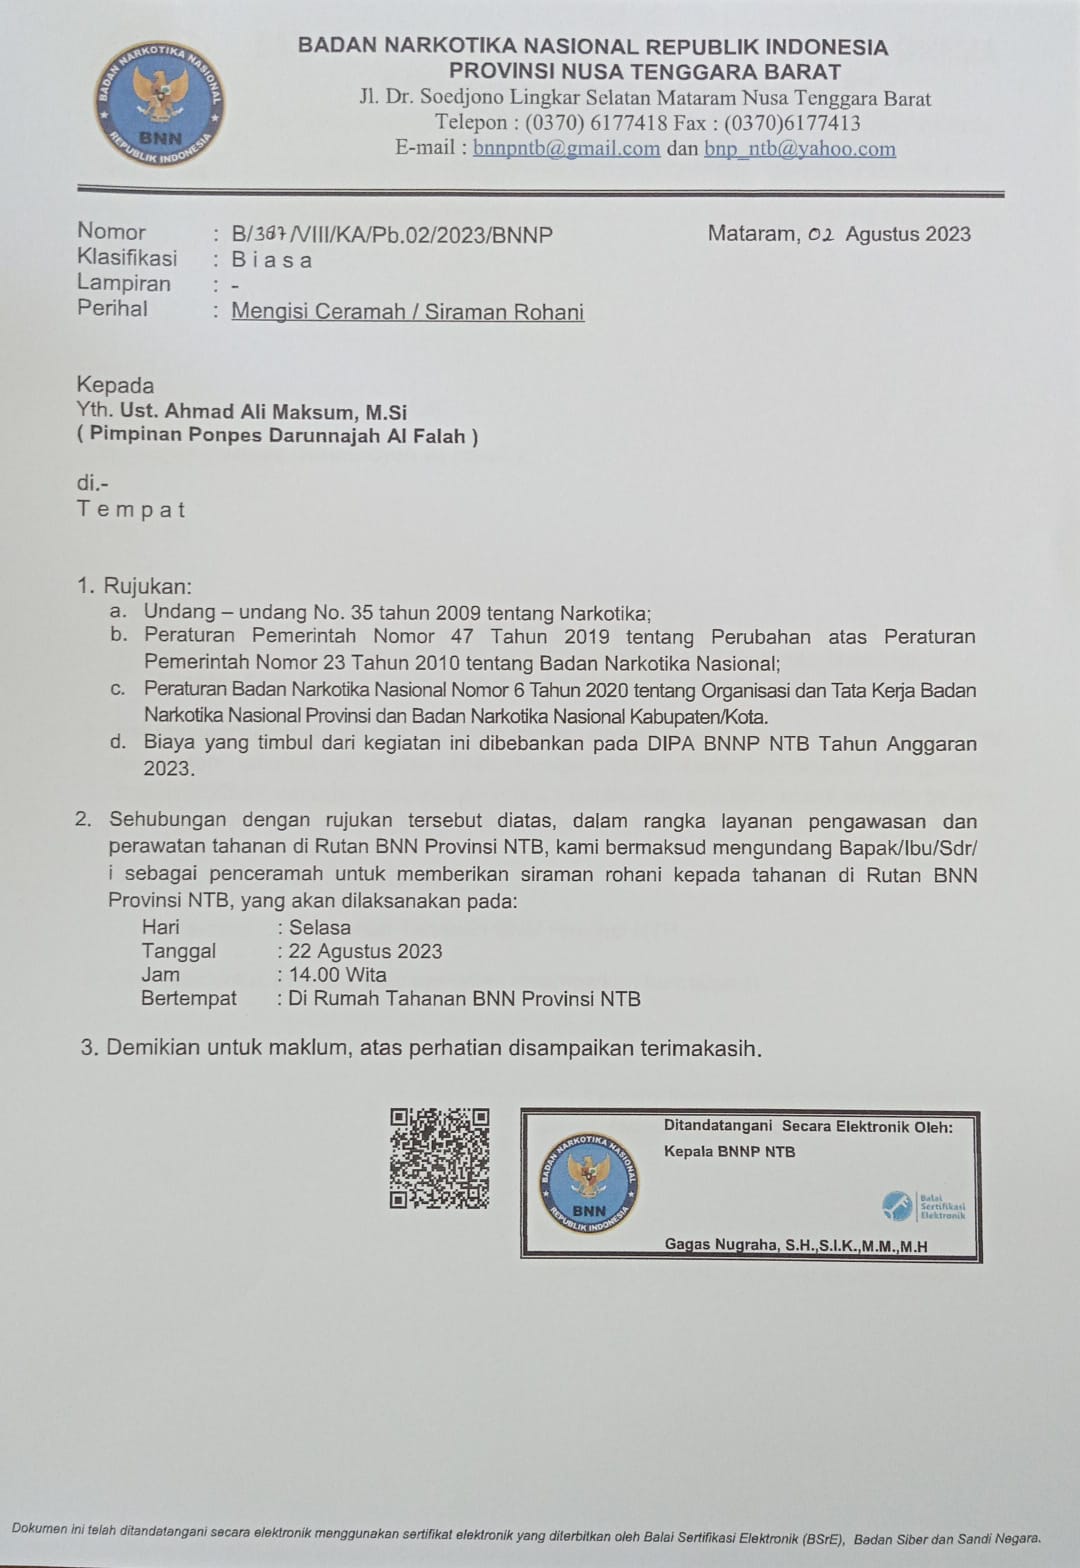 BADAN NARKOTIKA NASIONAL REPUBLIK INDONESIA
PROVINSI NUSA TENGGARA BARAT
Jl. Dr. Soedjono Lingkar Selatan Mataram Nusa Tenggara Barat
Telepon : (0370) 6177418 Fax : (0370)6177413
E-mail : bnnpntb@gmail.com dan bnp_ntb@yahoo.com
BADAN NARKOTIKA NASIONAL
BNN
REPUBLIK INDONESIA
Nomor : B/387/VIII/KA/Pb.02/2023/BNNP Mataram, 02 Agustus 2023
Klasifikasi : B i a s a
Lampiran : -
Perihal : Mengisi Ceramah / Siraman Rohani
Kepada
Yth. Ust. Ahmad Ali Maksum, M.Si
( Pimpinan Ponpes Darunnajah Al Falah )
di.-
T e m p a t
1. Rujukan:
a. Undang – undang No. 35 tahun 2009 tentang Narkotika;
b. Peraturan Pemerintah Nomor 47 Tahun 2019 tentang Perubahan atas Peraturan
Pemerintah Nomor 23 Tahun 2010 tentang Badan Narkotika Nasional;
c. Peraturan Badan Narkotika Nasional Nomor 6 Tahun 2020 tentang Organisasi dan Tata Kerja Badan
Narkotika Nasional Provinsi dan Badan Narkotika Nasional Kabupaten/Kota.
d. Biaya yang timbul dari kegiatan ini dibebankan pada DIPA BNNP NTB Tahun Anggaran
2023.
2. Sehubungan dengan rujukan tersebut diatas, dalam rangka layanan pengawasan dan
perawatan tahanan di Rutan BNN Provinsi NTB, kami bermaksud mengundang Bapak/Ibu/Sdr/
i sebagai penceramah untuk memberikan siraman rohani kepada tahanan di Rutan BNN
Provinsi NTB, yang akan dilaksanakan pada:
Hari : Selasa
Tanggal : 22 Agustus 2023
Jam : 14.00 Wita
Bertempat : Di Rumah Tahanan BNN Provinsi NTB
3. Demikian untuk maklum, atas perhatian disampaikan terimakasih.
Ditandatangani Secara Elektronik Oleh:
Kepala BNNP NTB
BADAN NARKOTIKA NASIONAL
BNN
REPUBLIK INDONESIA
Balai
Sertifikasi
Elektronik
Gagas Nugraha, S.H.,S.I.K.,M.M.,M.H
Dokumen ini telah ditandatangani secara elektronik menggunakan sertifikat elektronik yang diterbitkan oleh Balai Sertifikasi Elektronik (BSrE), Badan Siber dan Sandi Negara.